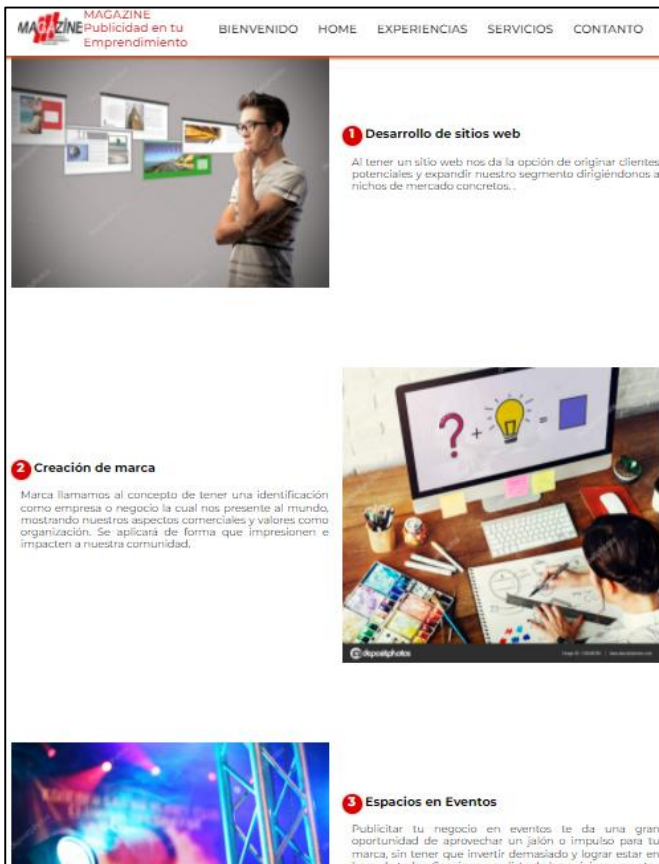 MAGAZINE
MAGAZINE
Publicidad en tu
Emprendimiento
BIENVENIDO HOME EXPERIENCIAS SERVICIOS CONTANTO
1 Desarrollo de sitios web
Al tener un sitio web nos da la opción de originar clientes
potenciales y expandir nuestro segmento dirigiéndonos a
nichos de mercado concretos. .
2 Creación de marca
Marca llamamos al concepto de tener una identificación
como empresa o negocio la cual nos presente al mundo,
mostrando nuestros aspectos comerciales y valores como
organización. Se aplicará de forma que impresionen e
impacten a nuestra comunidad.
? + =
depositphotos
3 Espacios en Eventos
Publicitar tu negocio en eventos te da una gran
oportunidad de aprovechar un jalón o impulso para tu
marca, sin tener que invertir demasiado y lograr estar en